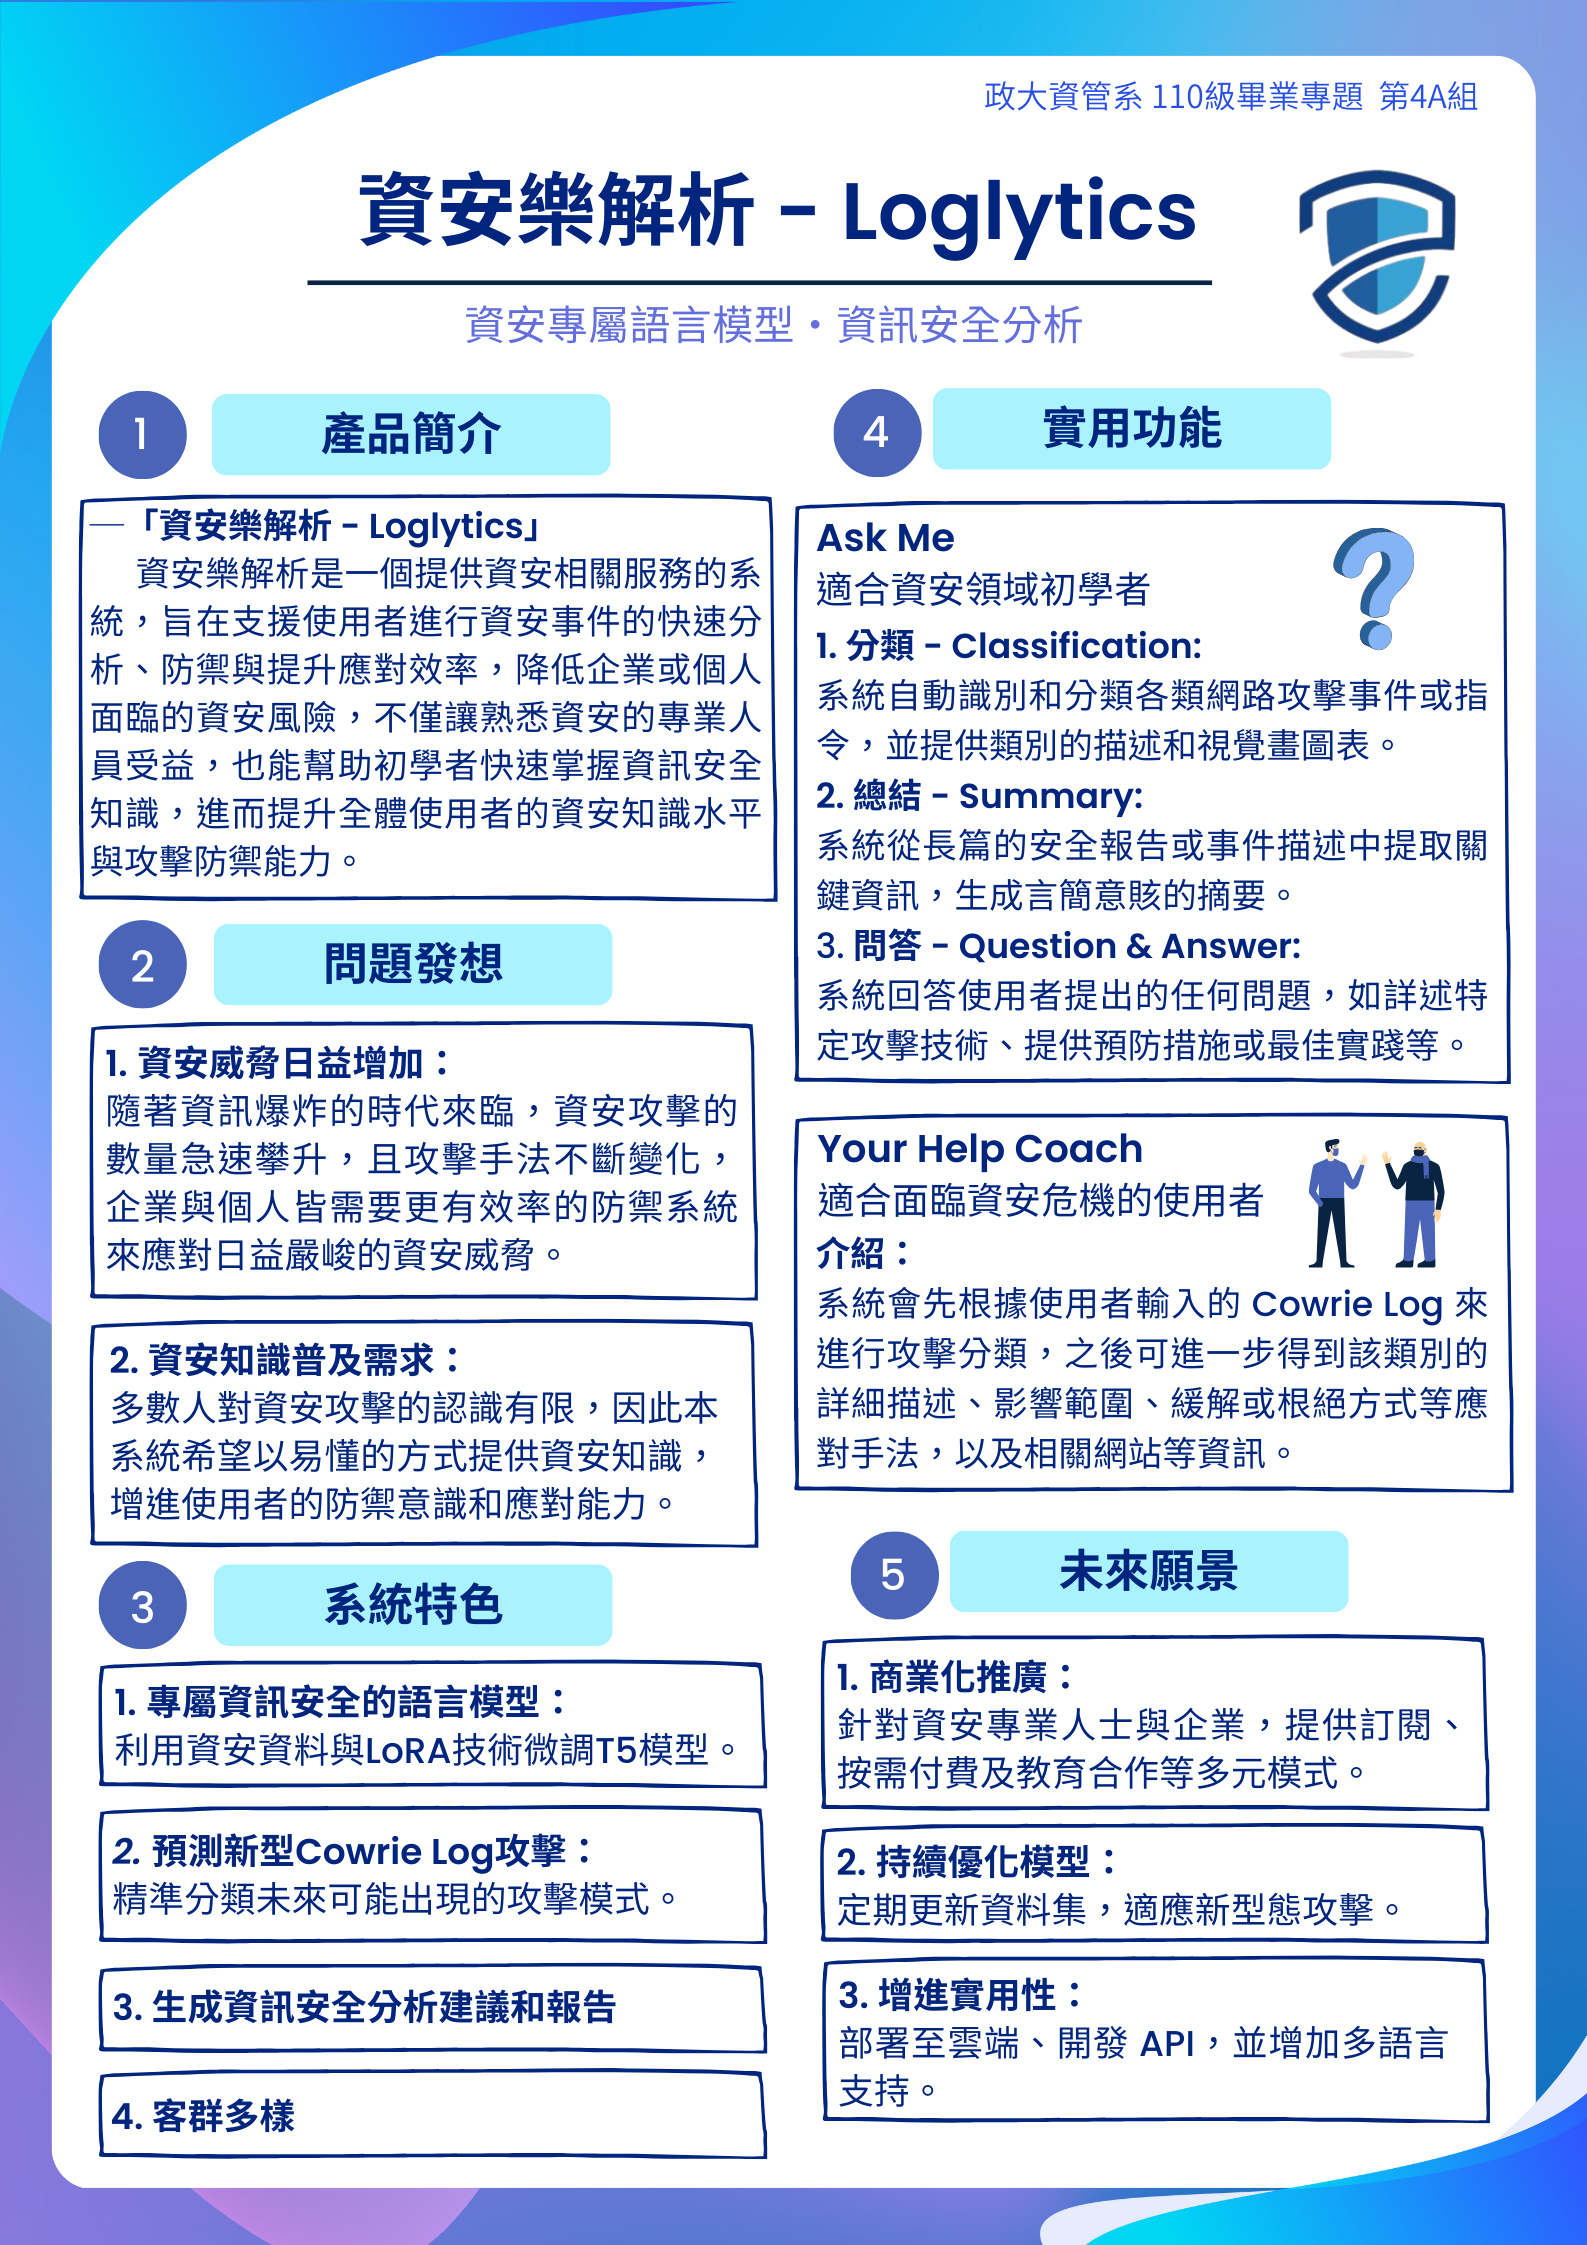 政大資管系 110級畢業專題 第4A組
資安樂解析 - Loglytics
資安專屬語言模型・資訊安全分析
1
產品簡介
—「資安樂解析 - Loglytics」
資安樂解析是一個提供資安相關服務的系
統，旨在支援使用者進行資安事件的快速分
析、防禦與提升應對效率，降低企業或個人
面臨的資安風險，不僅讓熟悉資安的專業人
員受益，也能幫助初學者快速掌握資訊安全
知識，進而提升全體使用者的資安知識水平
與攻擊防禦能力。
2
問題發想
1. 資安威脅日益增加：
隨著資訊爆炸的時代來臨，資安攻擊的
數量急速攀升，且攻擊手法不斷變化，
企業與個人皆需要更有效率的防禦系統
來應對日益嚴峻的資安威脅。
2. 資安知識普及需求：
多數人對資安攻擊的認識有限，因此本
系統希望以易懂的方式提供資安知識，
增進使用者的防禦意識和應對能力。
3
系統特色
1. 專屬資訊安全的語言模型：
利用資安資料與LoRA技術微調T5模型。
2. 預測新型Cowrie Log攻擊：
精準分類未來可能出現的攻擊模式。
3. 生成資訊安全分析建議和報告
4. 客群多樣
4
實用功能
Ask Me
適合資安領域初學者
1. 分類 - Classification:
系統自動識別和分類各類網路攻擊事件或指
令，並提供類別的描述和視覺畫圖表。
2. 總結 - Summary:
系統從長篇的安全報告或事件描述中提取關
鍵資訊，生成言簡意賅的摘要。
3. 問答 - Question & Answer:
系統回答使用者提出的任何問題，如詳述特
定攻擊技術、提供預防措施或最佳實踐等。
Your Help Coach
適合面臨資安危機的使用者
介紹：
系統會先根據使用者輸入的 Cowrie Log 來
進行攻擊分類，之後可進一步得到該類別的
詳細描述、影響範圍、緩解或根絕方式等應
對手法，以及相關網站等資訊。
5
未來願景
1. 商業化推廣：
針對資安專業人士與企業，提供訂閱、
按需付費及教育合作等多元模式。
2. 持續優化模型：
定期更新資料集，適應新型態攻擊。
3. 增進實用性：
部署至雲端、開發 API，並增加多語言
支持。